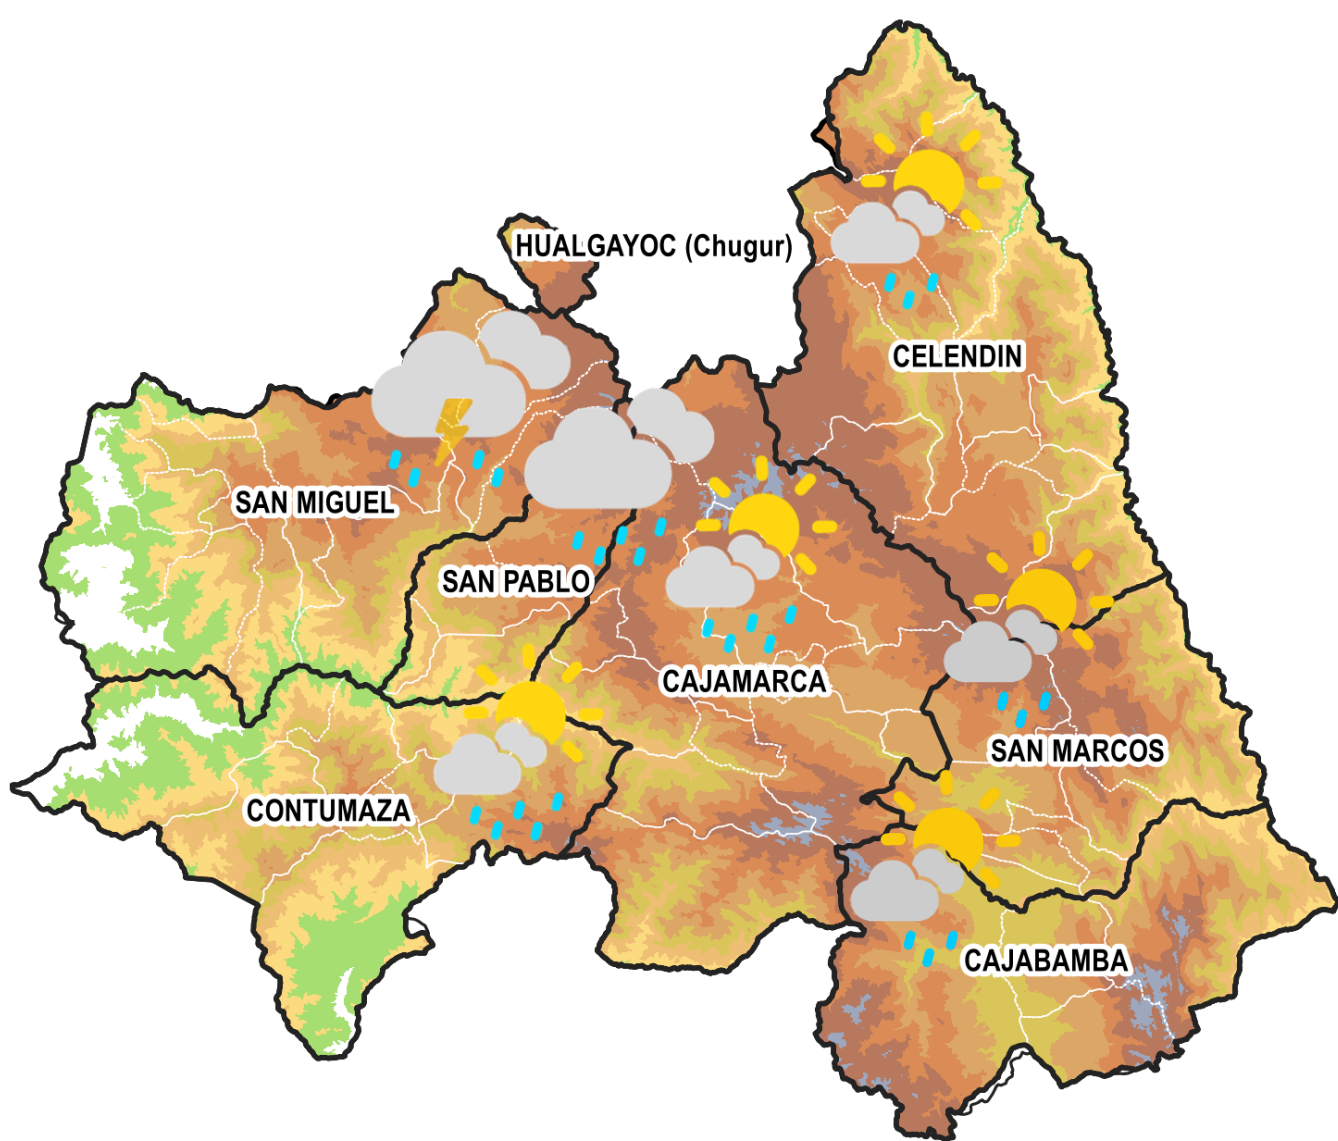 HUALGAYOC (Chugur)
CELENDIN
SAN MIGUEL
SAN PABLO
CAJAMARCA
SAN MARCOS
CONTUMAZA
CAJABAMBA